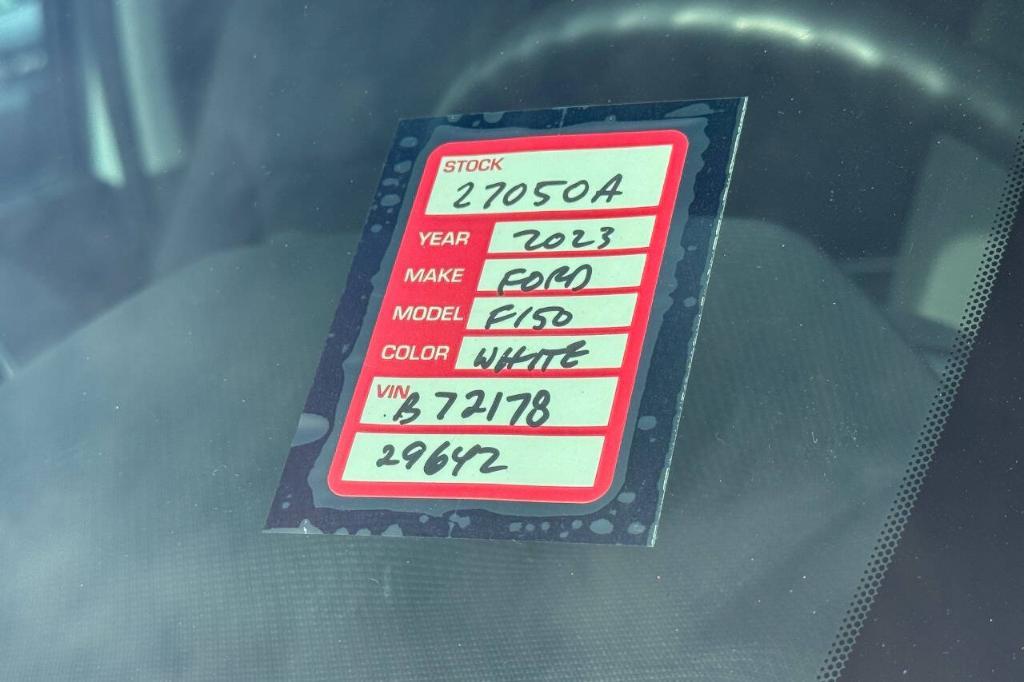 STOCK
27050A
YEAR 2023
MAKE FORD
MODEL F150
COLOR WHITE
VIN B72178
29642